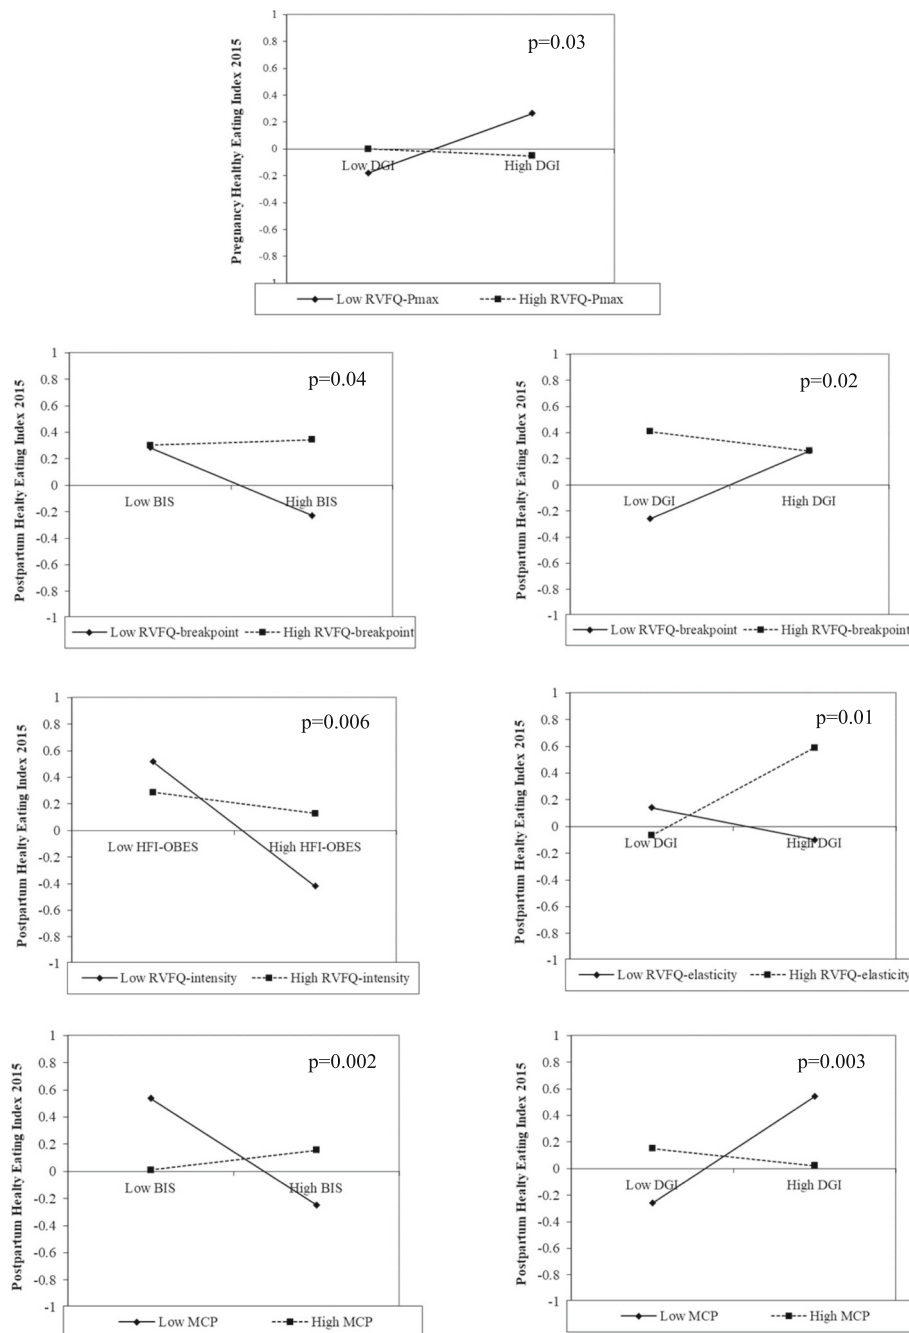 Pregnancy Healthy Eating Index 2015
1
0.8
0.6
0.4
0.2
0
-0.2
-0.4
-0.6
-0.8
1
p=0.03
Low DGI
High DGI
Low RVFQ-Pmax
High RVFQ-Pmax
Postpartum Healty Eating Index 2015
1
0.8
0.6
0.4
0.2
0
-0.2
-0.4
-0.6
-0.8
-1
p=0.04
Low BIS
High BIS
Low RVFQ-breakpoint
High RVFQ-breakpoint
Postpartum Healty Eating Index 2015
1
0.8
0.6
0.4
0.2
0
-0.2
-0.4
-0.6
-0.8
-1
p=0.02
Low DGI
High DGI
Low RVFQ-breakpoint
High RVFQ-breakpoint
Postpartum Healty Eating Index 2015
1
0.8
0.6
0.4
0.2
0
-0.2
-0.4
-0.6
-0.8
-1
p=0.006
Low HFI-OBES
High HFI-OBES
Low RVFQ-intensity
High RVFQ-intensity
Postpartum Healty Eating Index 2015
1
0.8
0.6
0.4
0.2
0
-0.2
-0.4
-0.6
-0.8
-1
p=0.01
Low DGI
High DGI
Low RVFQ-elasticity
High RVFQ-elasticity
Postpartum Healty Eating Index 2015
1
0.8
0.6
0.4
0.2
0
-0.2
-0.4
-0.6
-0.8
-1
p=0.002
Low BIS
High BIS
Low MCP
High MCP
Postpartum Healty Eating Index 2015
1
0.8
0.6
0.4
0.2
0
-0.2
-0.4
-0.6
-0.8
-1
p=0.003
Low DGI
High DGI
Low MCP
High MCP